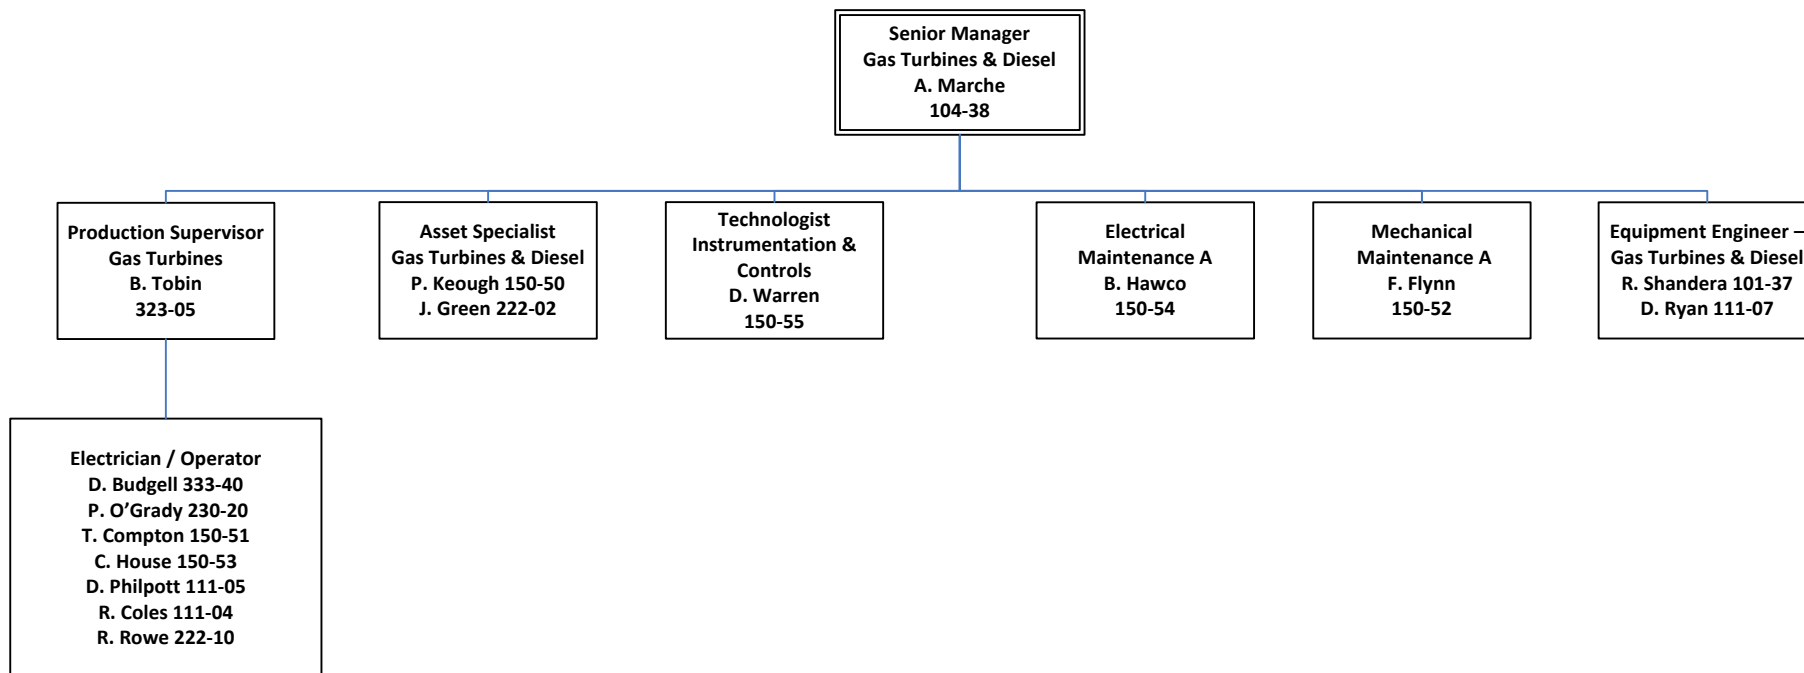 Senior Manager
Gas Turbines & Diesel
A. Marche
104-38
Production Supervisor
Gas Turbines
B. Tobin
323-05
Asset Specialist
Gas Turbines & Diesel
P. Keough 150-50
J. Green 222-02
Technologist
Instrumentation &
Controls
D. Warren
150-55
Electrical
Maintenance A
B. Hawco
150-54
Mechanical
Maintenance A
F. Flynn
150-52
Equipment Engineer –
Gas Turbines & Diesel
R. Shandera 101-37
D. Ryan 111-07
Electrician / Operator
D. Budgell 333-40
P. O’Grady 230-20
T. Compton 150-51
C. House 150-53
D. Philpott 111-05
R. Coles 111-04
R. Rowe 222-10